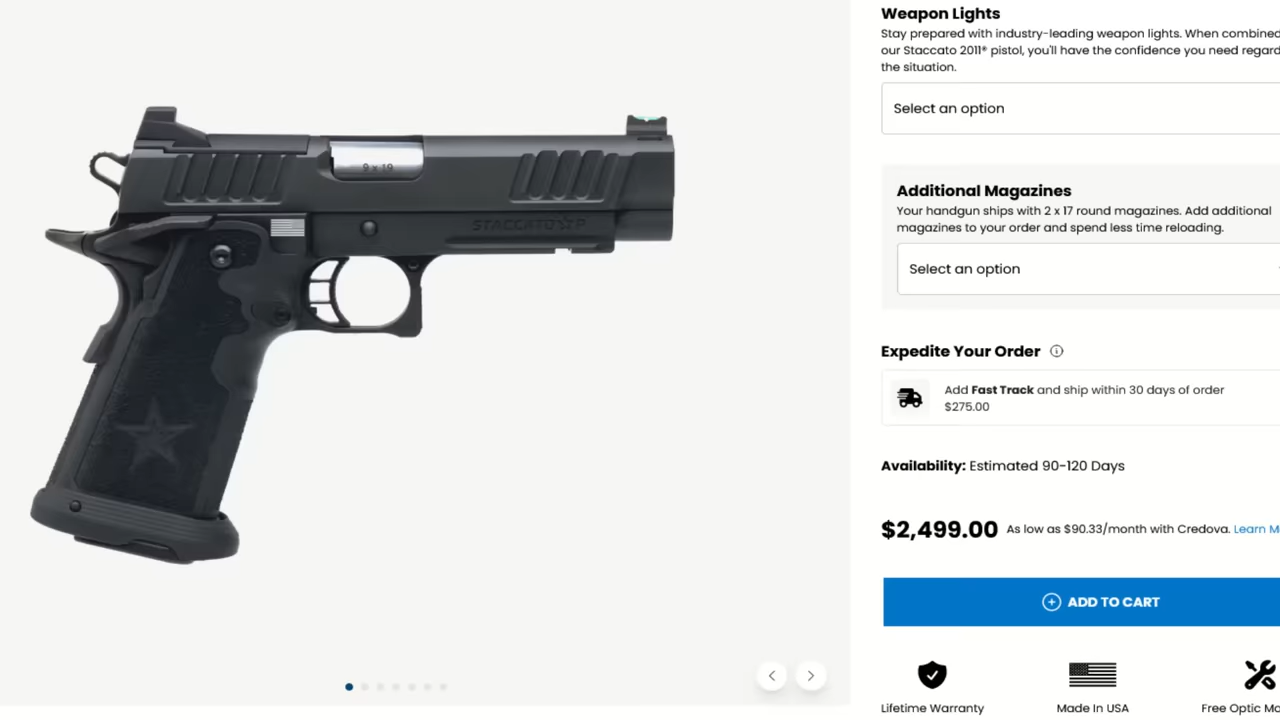 9 x 19
STACCATO P
Weapon Lights
Stay prepared with industry-leading weapon lights. When combined
our Staccato 2011® pistol, you'll have the confidence you need regard
the situation.
Select an option
Additional Magazines
Your handgun ships with 2 x 17 round magazines. Add additional
magazines to your order and spend less time reloading.
Select an option
Expedite Your Order
Add Fast Track and ship within 30 days of order
$275.00
Availability: Estimated 90-120 Days
$2,499.00 As low as $90.33/month with Credova. Learn M
ADD TO CART
Lifetime Warranty Made In USA Free Optic Mo